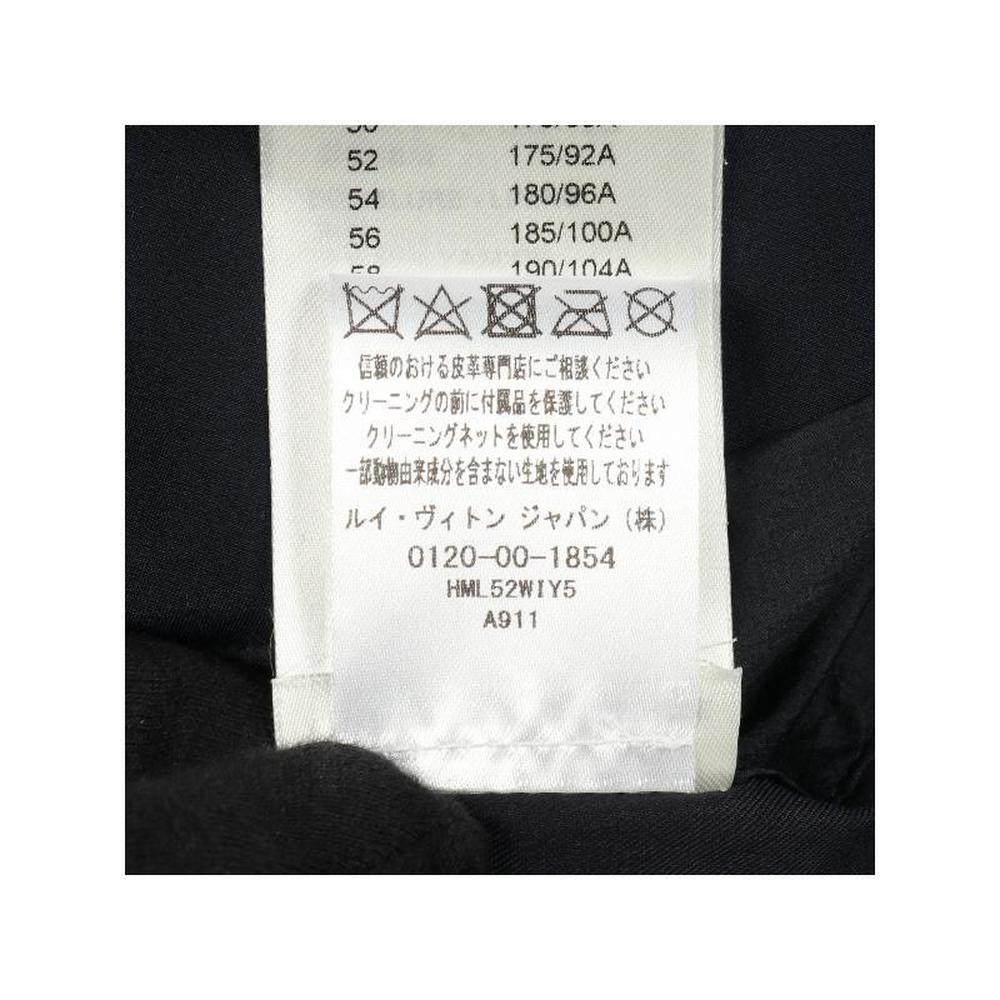 52 175/92A
54 180/96A
56 185/100A
58 190/104A
信頼のおける皮革専門店にご相談ください
クリーニングの前に付属品を保護してください
クリーニングネットを使用してください
一部動物由来成分を含まない生地を使用しております
ルイ・ヴィトン ジャパン (株)
0120-00-1854
HML52WIY5
A911